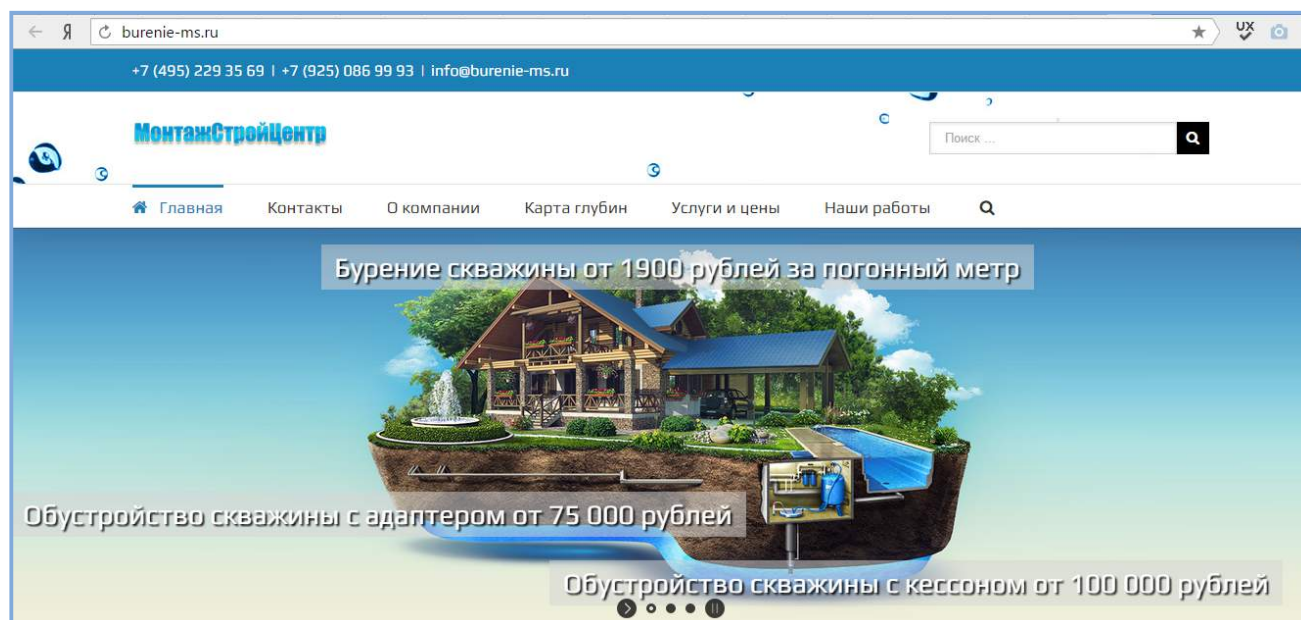 Я burenie-ms.ru UX
+7 (495) 229 35 69 | +7 (925) 086 99 93 | info@burenie-ms.ru
МонтажСтройЦентр
Поиск ...
Главная Контакты О компании Карта глубин Услуги и цены Наши работы
Бурение скважины от 1900 рублей за погонный метр
Обустройство скважины с адаптером от 75 000 рублей
Обустройство скважины с кессоном от 100 000 рублей